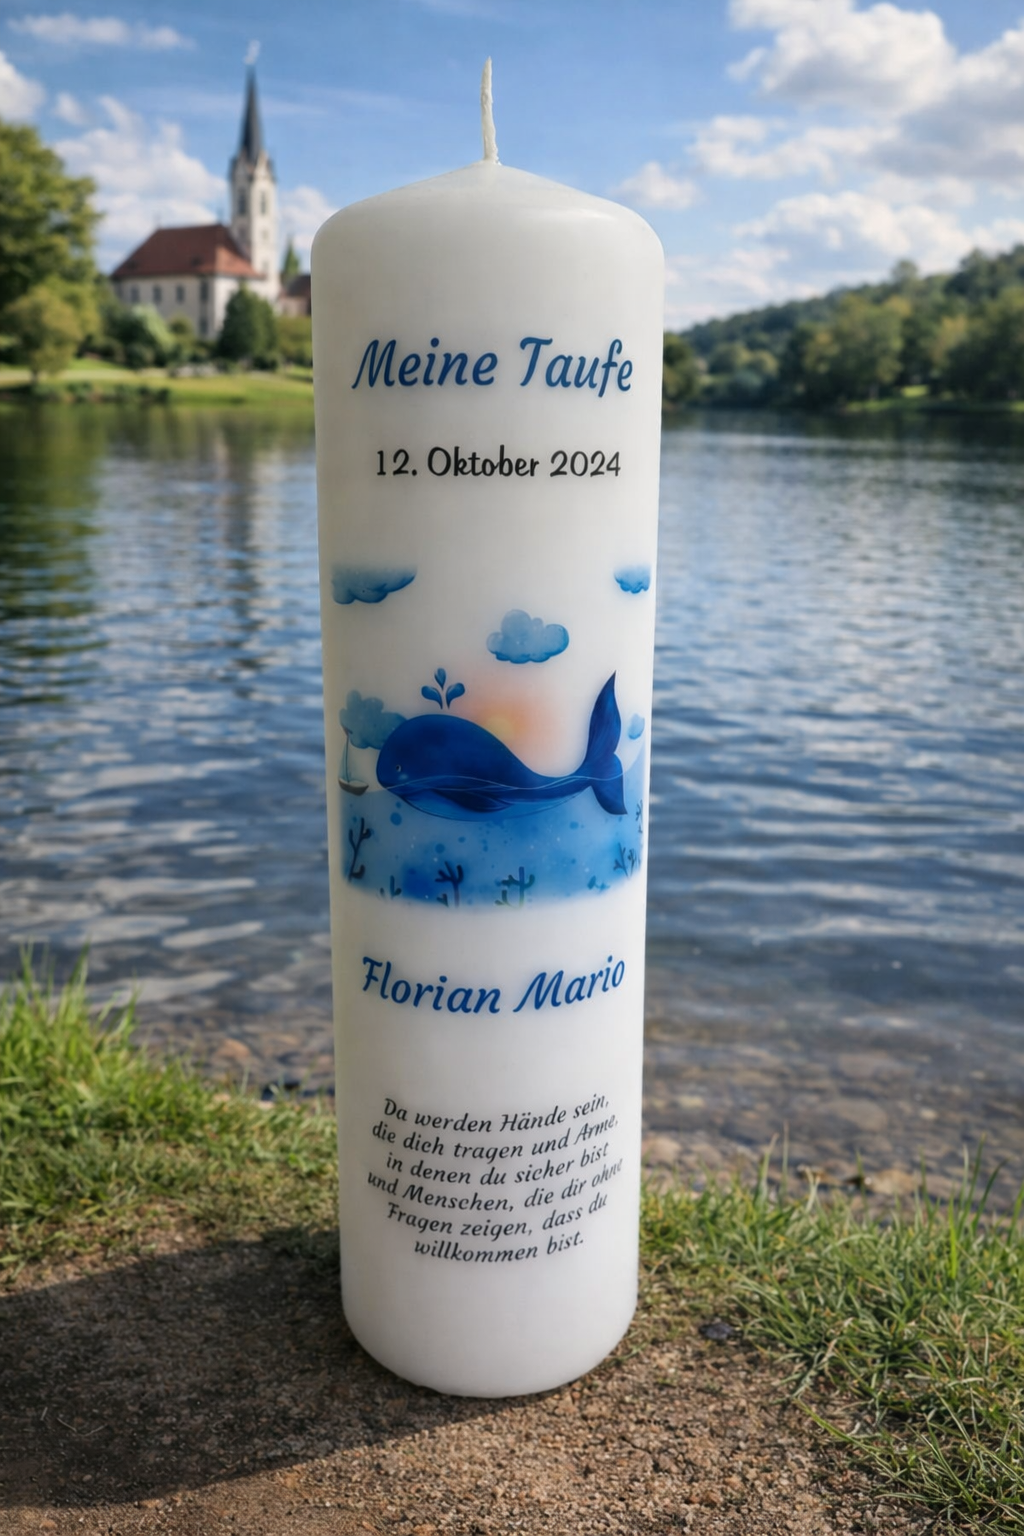 Meine Taufe
12. Oktober 2024
Florian Mario
Da werden Hände sein,
die dich tragen und Arme,
in denen du sicher bist
und Menschen, die dir ohne
Fragen zeigen, dass du
willkommen bist.